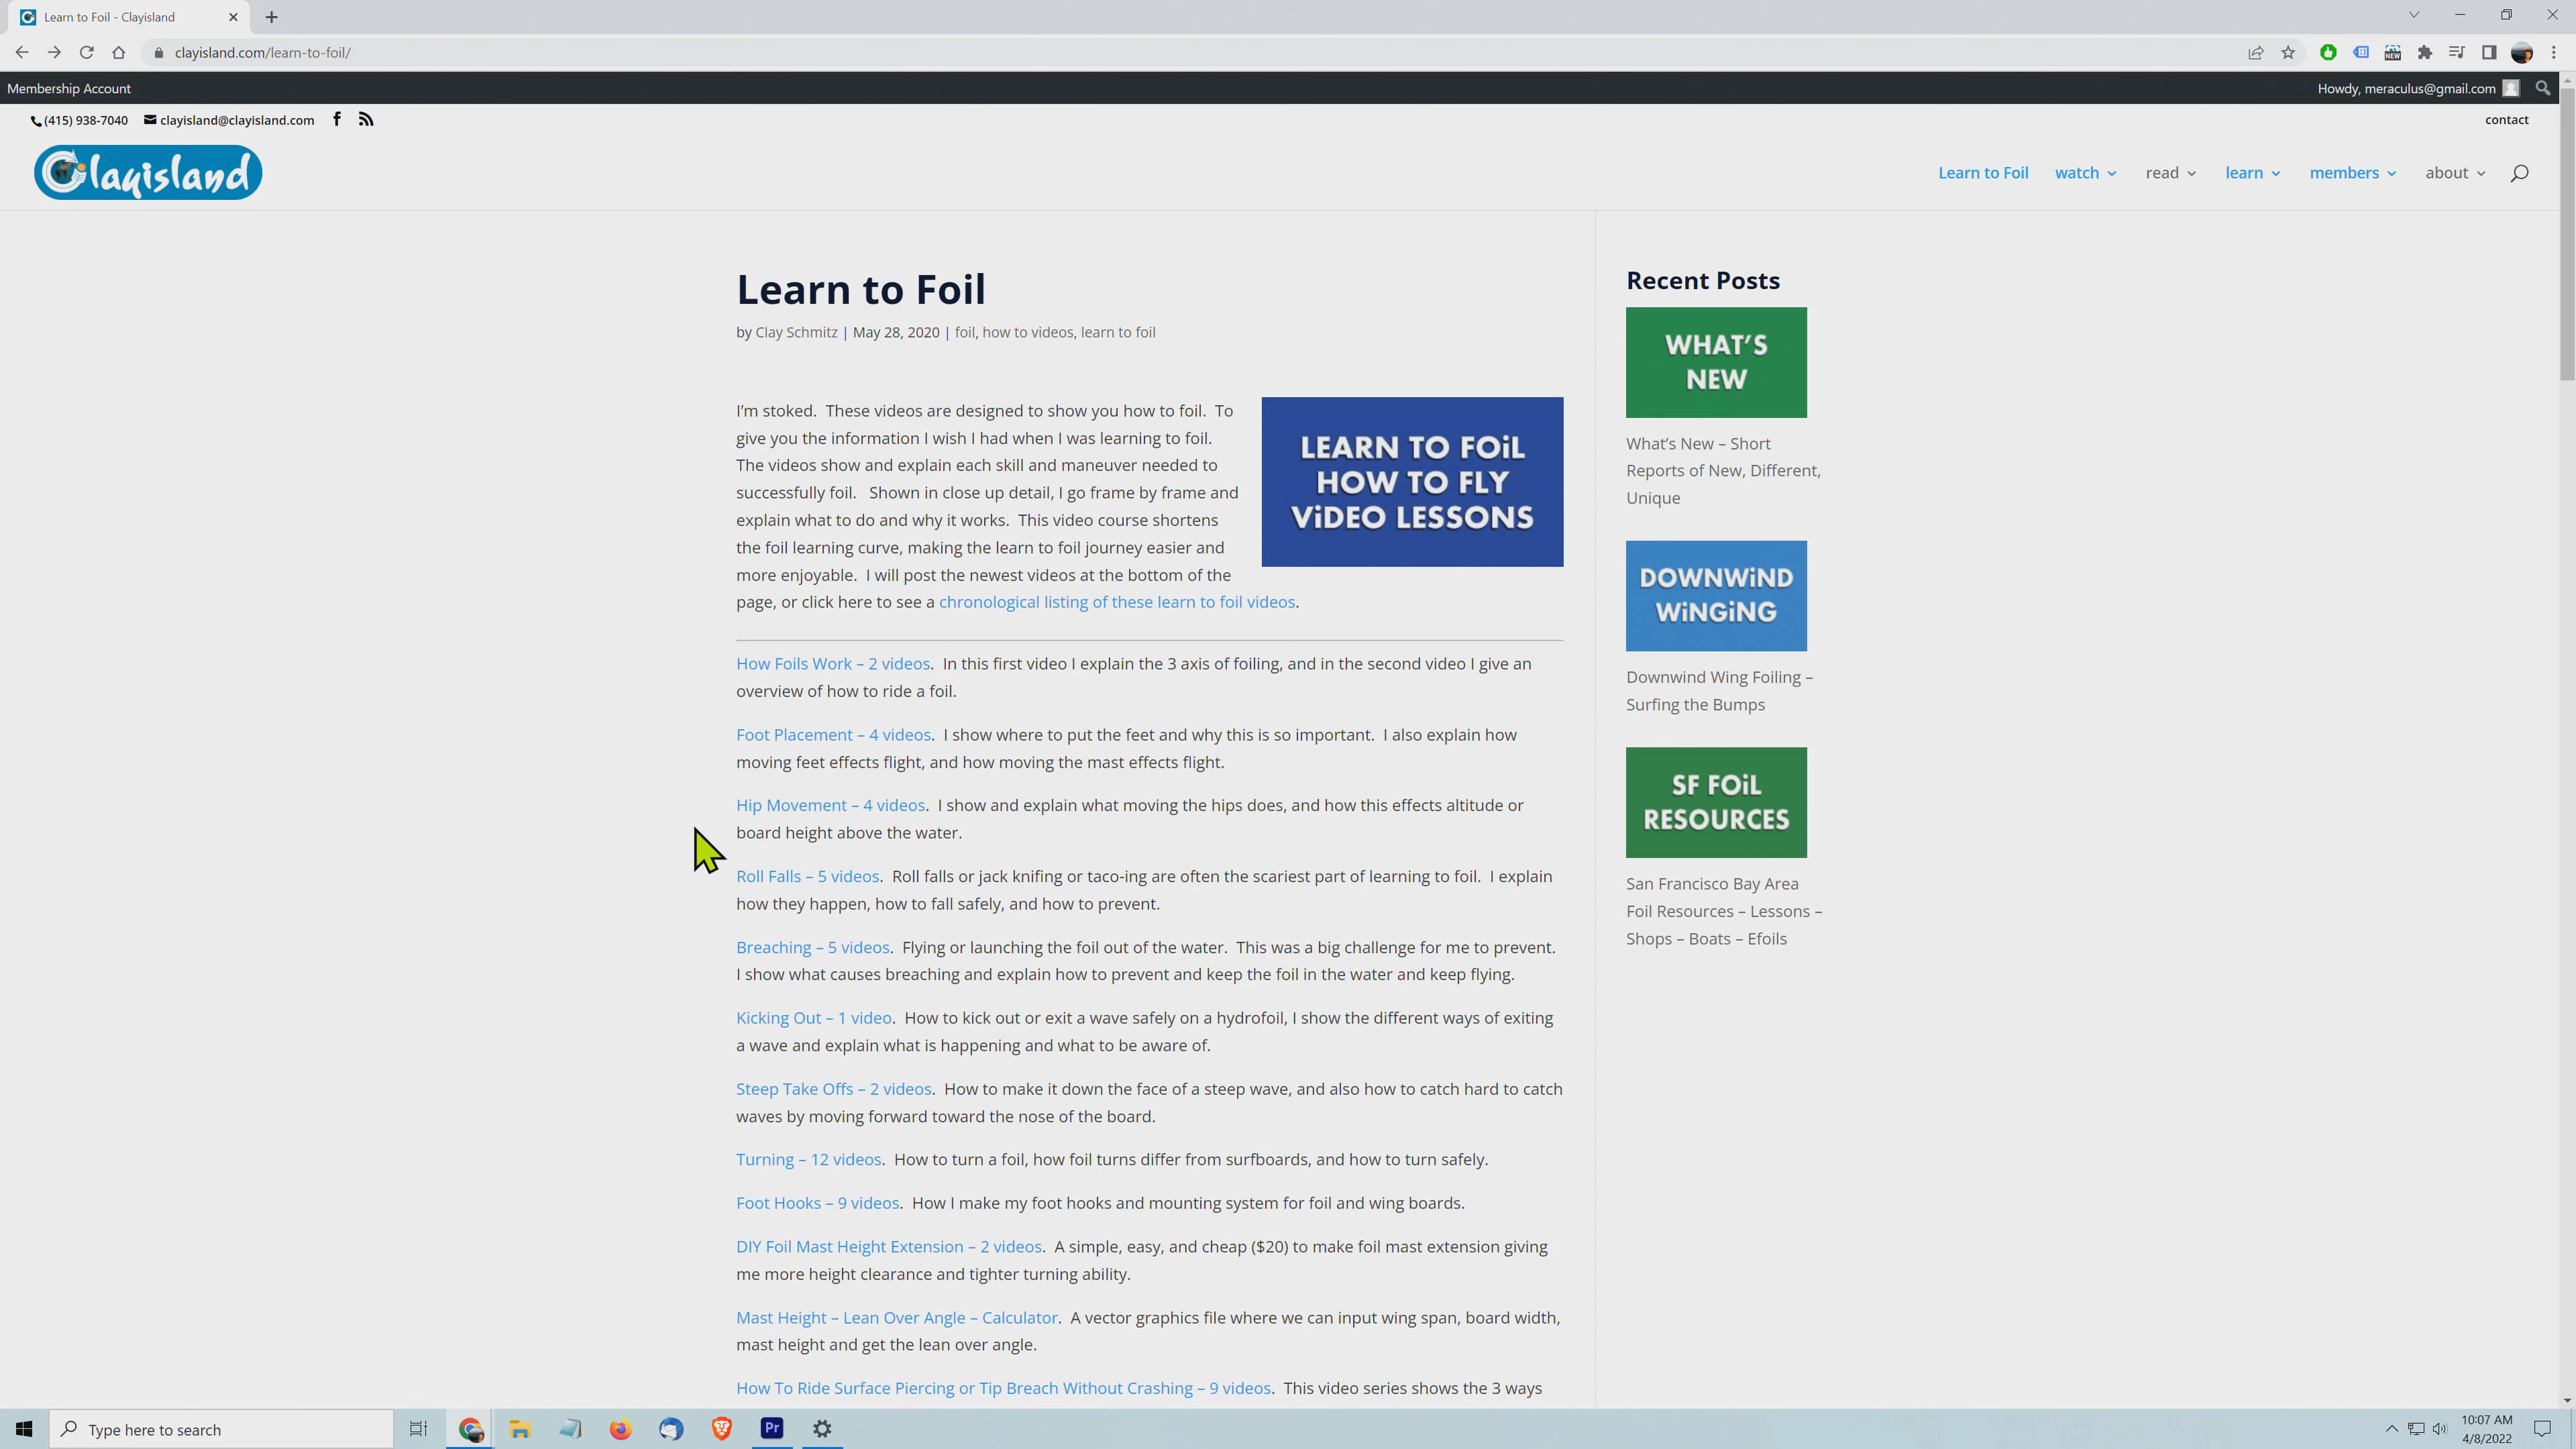 Learn to Foil - Clayisland
clayisland.com/learn-to-foil/
NEW
Membership Account
Howdy, meraculus@gmail.com
(415) 938-7040
clayisland@clayisland.com
contact
Clayisland
Learn to Foil
watch
read
learn
members
about
Learn to Foil
by Clay Schmitz | May 28, 2020 | foil, how to videos, learn to foil
I'm stoked.  These videos are designed to show you how to foil.  To
give you the information I wish I had when I was learning to foil.
The videos show and explain each skill and maneuver needed to
successfully foil.   Shown in close up detail, I go frame by frame and
explain what to do and why it works.  This video course shortens
the foil learning curve, making the learn to foil journey easier and
more enjoyable.  I will post the newest videos at the bottom of the
page, or click here to see a chronological listing of these learn to foil videos.
LEARN TO FOiL
HOW TO FLY
ViDEO LESSONS
How Foils Work – 2 videos.  In this first video I explain the 3 axis of foiling, and in the second video I give an
overview of how to ride a foil.
Foot Placement – 4 videos.  I show where to put the feet and why this is so important.  I also explain how
moving feet effects flight, and how moving the mast effects flight.
Hip Movement – 4 videos.  I show and explain what moving the hips does, and how this effects altitude or
board height above the water.
Roll Falls – 5 videos.  Roll falls or jack knifing or taco-ing are often the scariest part of learning to foil.  I explain
how they happen, how to fall safely, and how to prevent.
Breaching – 5 videos.  Flying or launching the foil out of the water.  This was a big challenge for me to prevent.
I show what causes breaching and explain how to prevent and keep the foil in the water and keep flying.
Kicking Out – 1 video.  How to kick out or exit a wave safely on a hydrofoil, I show the different ways of exiting
a wave and explain what is happening and what to be aware of.
Steep Take Offs – 2 videos.  How to make it down the face of a steep wave, and also how to catch hard to catch
waves by moving forward toward the nose of the board.
Turning – 12 videos.  How to turn a foil, how foil turns differ from surfboards, and how to turn safely.
Foot Hooks – 9 videos.  How I make my foot hooks and mounting system for foil and wing boards.
DIY Foil Mast Height Extension – 2 videos.  A simple, easy, and cheap ($20) to make foil mast extension giving
me more height clearance and tighter turning ability.
Mast Height – Lean Over Angle – Calculator.  A vector graphics file where we can input wing span, board width,
mast height and get the lean over angle.
How To Ride Surface Piercing or Tip Breach Without Crashing – 9 videos.  This video series shows the 3 ways
Recent Posts
WHAT'S
NEW
What's New – Short
Reports of New, Different,
Unique
DOWNWiND
WiNGiNG
Downwind Wing Foiling –
Surfing the Bumps
SF FOiL
RESOURCES
San Francisco Bay Area
Foil Resources – Lessons –
Shops – Boats – Efoils
Type here to search
Pr
10:07 AM
4/8/2022